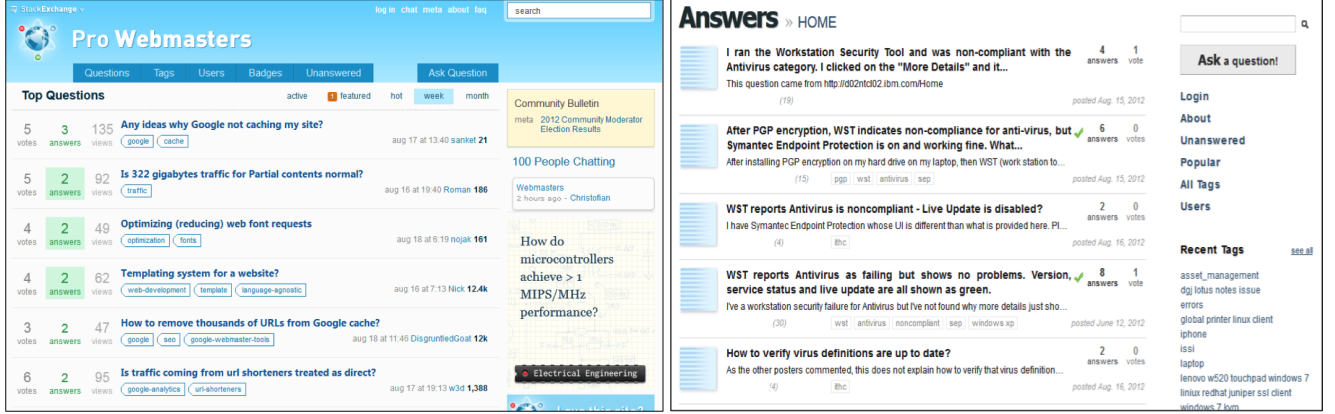 StackExchange
log in chat meta about faq
search
Pro Webmasters
Questions Tags Users Badges Unanswered Ask Question
Top Questions
active 1 featured hot week month
5 votes 3 answers 135 views
Any ideas why Google not caching my site?
google cache
aug 17 at 13:40 sanket 21
5 votes 2 answers 92 views
Is 322 gigabytes traffic for Partial contents normal?
traffic
aug 16 at 19:40 Roman 186
4 votes 2 answers 49 views
Optimizing (reducing) web font requests
optimization fonts
aug 18 at 6:19 nojak 161
4 votes 2 answers 62 views
Templating system for a website?
web-development template language-agnostic
aug 16 at 7:13 Nick 12.4k
3 votes 2 answers 47 views
How to remove thousands of URLs from Google cache?
google seo google-webmaster-tools
aug 18 at 11:46 DisgruntledGoat 12k
6 votes 2 answers 95 views
Is traffic coming from url shorteners treated as direct?
google-analytics url-shorteners
aug 17 at 19:13 w3d 1,388
Community Bulletin
meta 2012 Community Moderator
Election Results
100 People Chatting
Webmasters
2 hours ago - Christofian
How do
microcontrollers
achieve > 1
MIPS/MHz
performance?
Electrical Engineering
Answers » HOME
I ran the Workstation Security Tool and was non-compliant with the
Antivirus category. I clicked on the "More Details" and it...
4 answers 1 vote
This question came from http://d02ntcl02.ibm.com/Home
(19)
posted Aug. 15, 2012
After PGP encryption, WST indicates non-compliance for anti-virus, but
Symantec Endpoint Protection is on and working fine. What...
6 answers 0 votes
After installing PGP encryption on my hard drive on my laptop, then WST (work station to...
(15) pgp wst antivirus sep
posted Aug. 15, 2012
WST reports Antivirus is noncompliant - Live Update is disabled?
2 answers 0 votes
I have Symantec Endpoint Protection whose UI is different than what is provided here. Pl...
(4) ithc
posted Aug. 16, 2012
WST reports Antivirus as failing but shows no problems. Version,
service status and live update are all shown as green.
8 answers 1 vote
I've a workstation security failure for Antivirus but I've not found why more details just sho...
(30) wst antivirus noncompliant sep windows xp
posted June 12, 2012
How to verify virus definitions are up to date?
2 answers 0 votes
As the other posters commented, this does not explain how to verify that virus definition...
(4) ithc
posted Aug. 16, 2012
Ask a question!
Login
About
Unanswered
Popular
All Tags
Users
Recent Tags see all
asset_management
dgj lotus notes issue
errors
global printer linux client
iphone
issi
laptop
lenovo w520 touchpad windows 7
liniux redhat juniper ssl client
windows 7 kvm